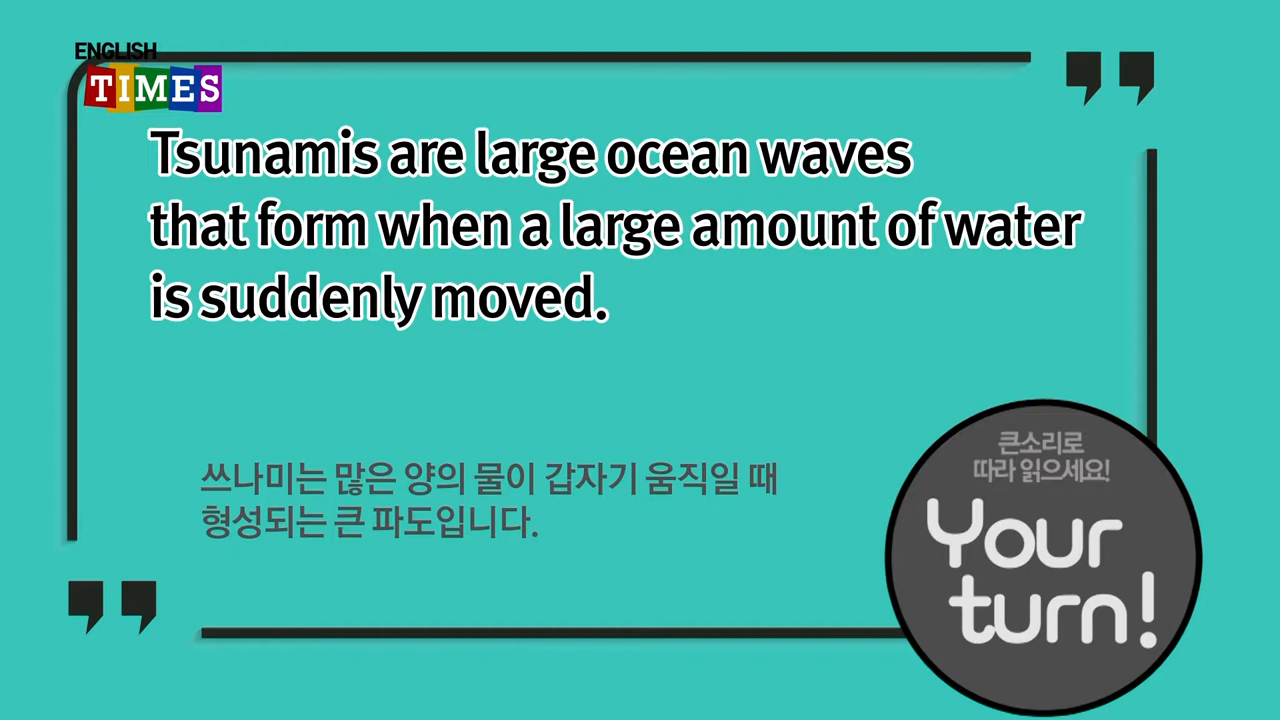 ENGLISH
TIMES
Tsunamis are large ocean waves
that form when a large amount of water
is suddenly moved.
쓰나미는 많은 양의 물이 갑자기 움직일 때
형성되는 큰 파도입니다.
큰소리로
따라 읽으세요!
Your
turn!